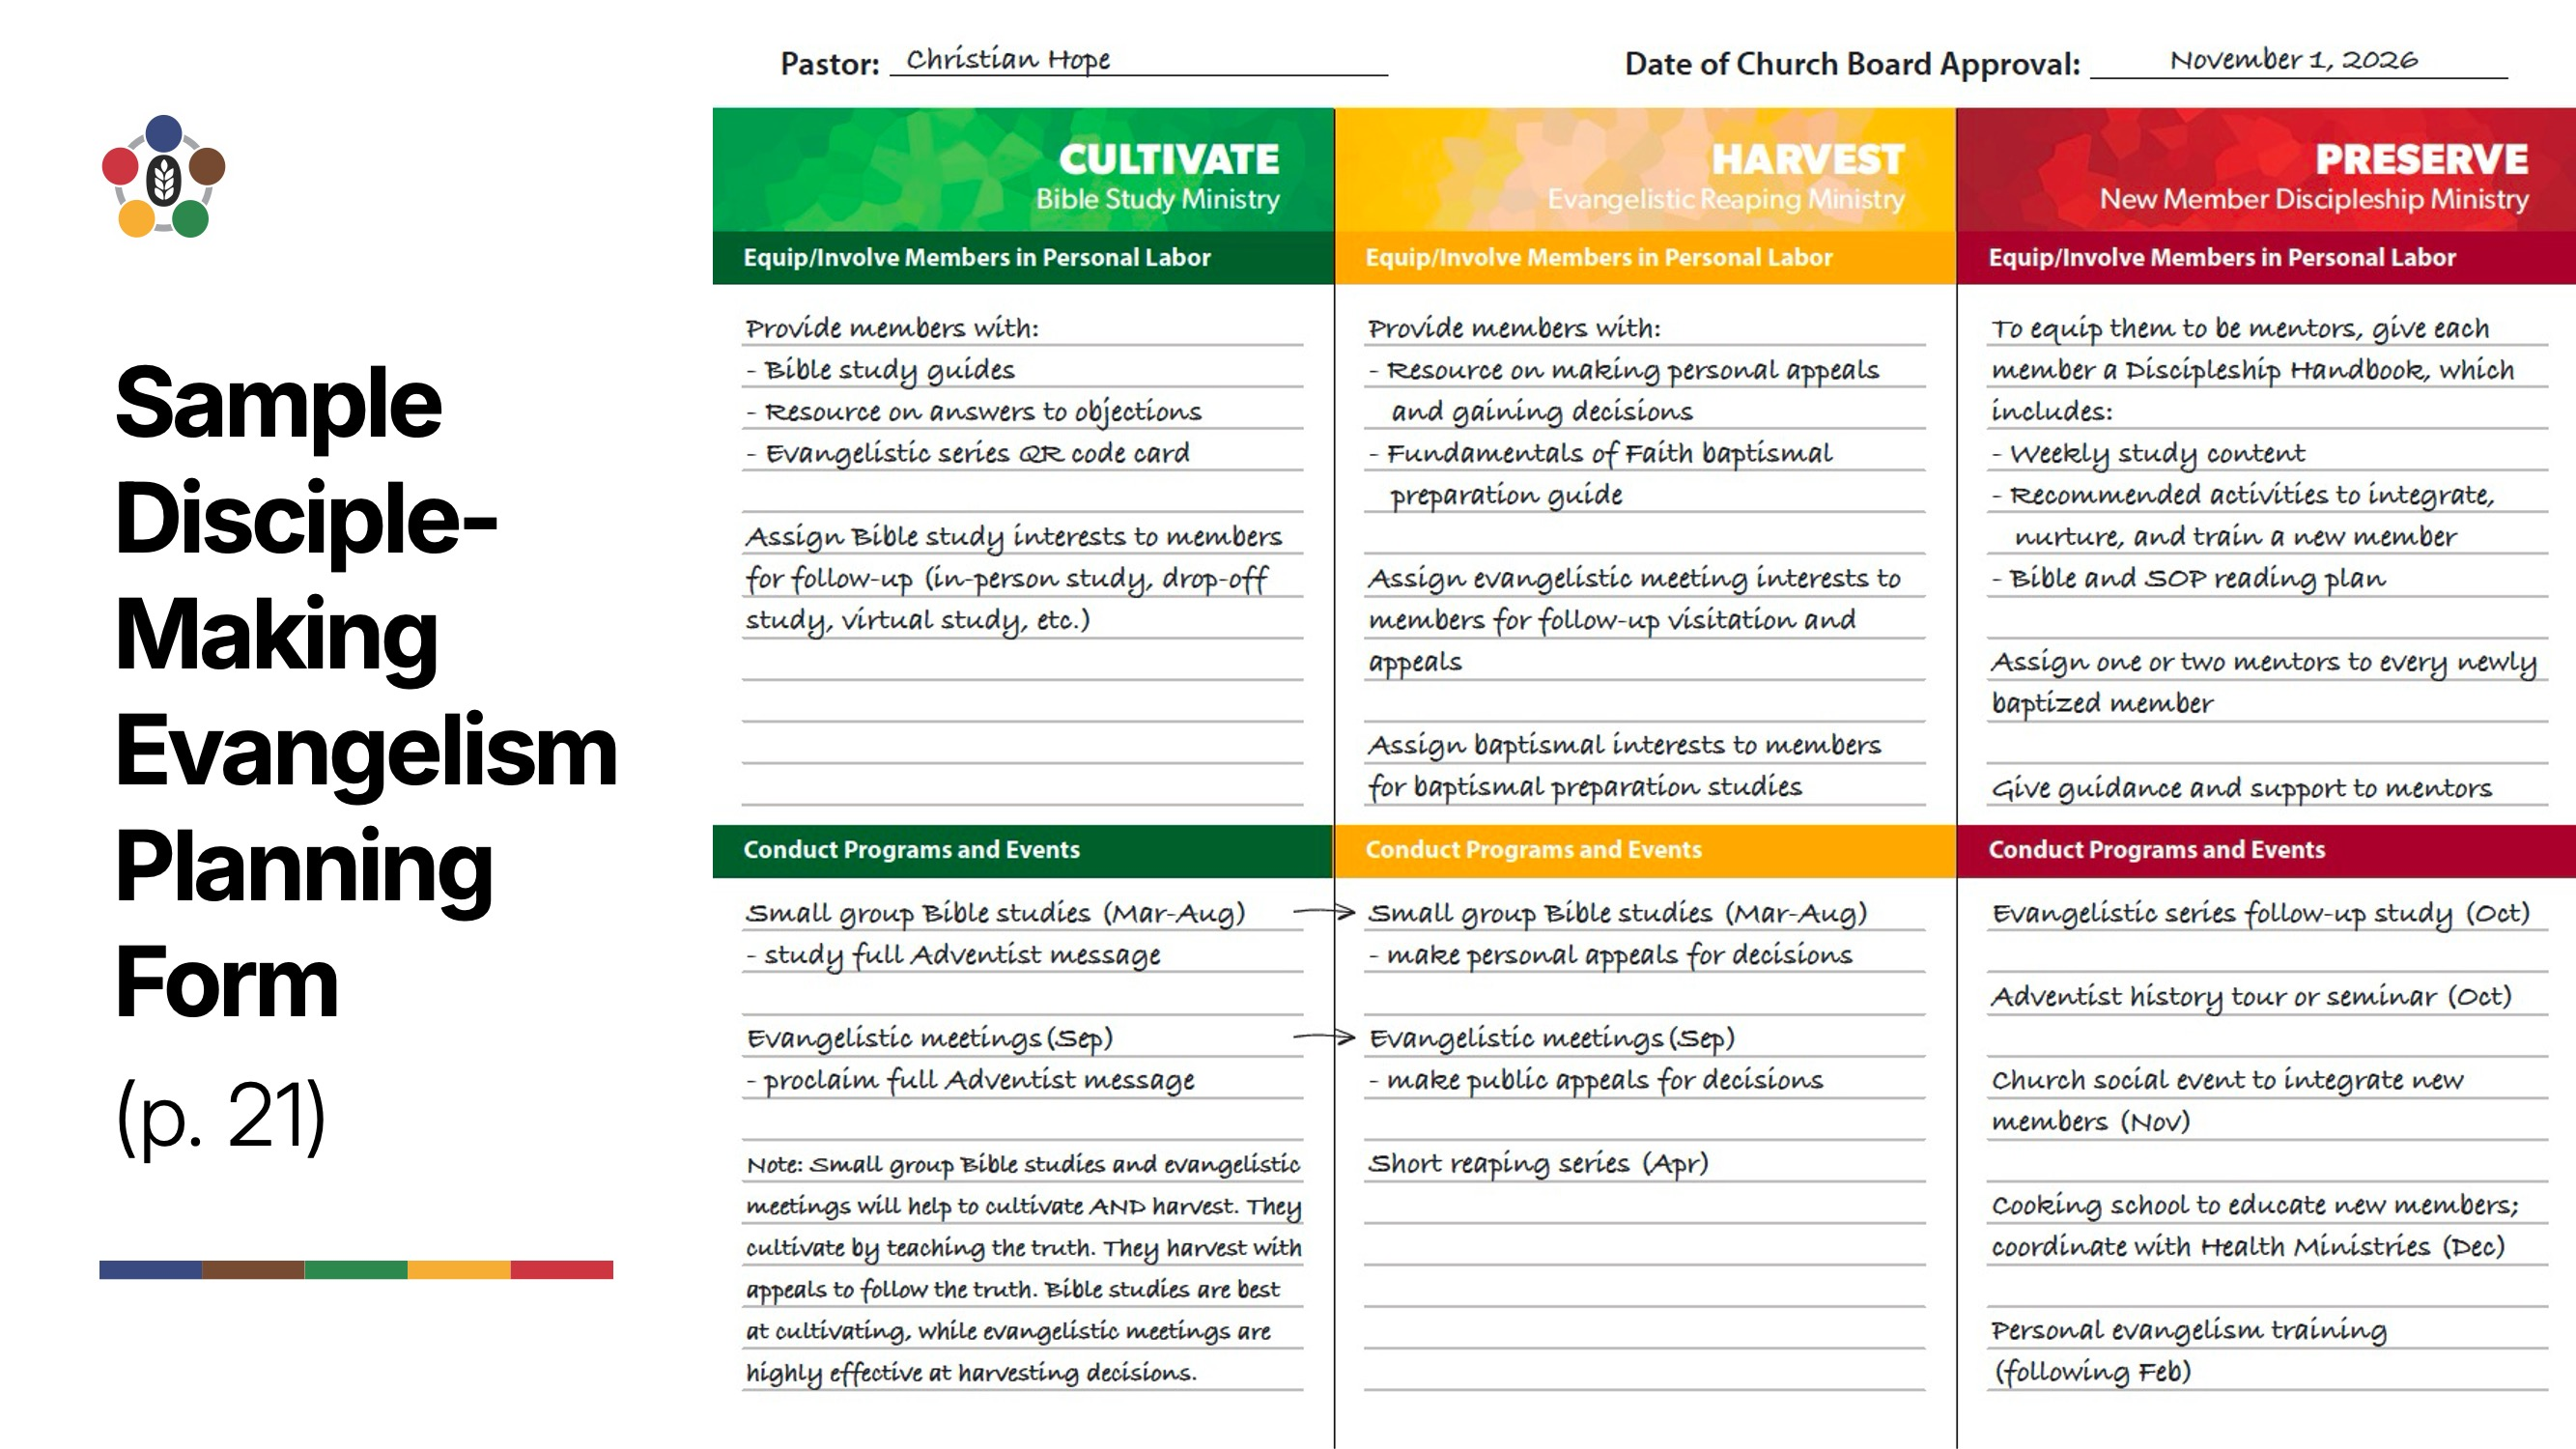 Sample
Disciple-
Making
Evangelism
Planning
Form
(p. 21)
Pastor: Christian Hope
Date of Church Board Approval: November 1, 2026
CULTIVATE
Bible Study Ministry
Equip/Involve Members in Personal Labor
Provide members with:
- Bible study guides
- Resource on answers to objections
- Evangelistic series QR code card
Assign Bible study interests to members
for follow-up (in-person study, drop-off
study, virtual study, etc.)
Conduct Programs and Events
Small group Bible studies (Mar-Aug)
- study full Adventist message
Evangelistic meetings (Sep)
- proclaim full Adventist message
Note: Small group Bible studies and evangelistic
meetings will help to cultivate AND harvest. They
cultivate by teaching the truth. They harvest with
appeals to follow the truth. Bible studies are best
at cultivating, while evangelistic meetings are
highly effective at harvesting decisions.
HARVEST
Evangelistic Reaping Ministry
Equip/Involve Members in Personal Labor
Provide members with:
- Resource on making personal appeals
and gaining decisions
- Fundamentals of Faith baptismal
preparation guide
Assign evangelistic meeting interests to
members for follow-up visitation and
appeals
Assign baptismal interests to members
for baptismal preparation studies
Conduct Programs and Events
Small group Bible studies (Mar-Aug)
- make personal appeals for decisions
Evangelistic meetings (Sep)
- make public appeals for decisions
Short reaping series (Apr)
PRESERVE
New Member Discipleship Ministry
Equip/Involve Members in Personal Labor
To equip them to be mentors, give each
member a Discipleship Handbook, which
includes:
- Weekly study content
- Recommended activities to integrate,
nurture, and train a new member
- Bible and SOP reading plan
Assign one or two mentors to every newly
baptized member
Give guidance and support to mentors
Conduct Programs and Events
Evangelistic series follow-up study (Oct)
Adventist history tour or seminar (Oct)
Church social event to integrate new
members (Nov)
Cooking school to educate new members;
coordinate with Health Ministries (Dec)
Personal evangelism training
(following Feb)